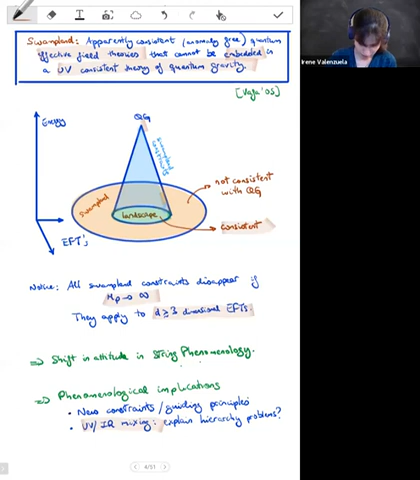 Swampland: Apparently consistent (anomaly free) quantum
effective field theories that cannot be embedded in
a UV consistent theory of quantum gravity.
[Vafa'05]
Energy
QG
swampland
constraints
not consistent
with QG
swampland
landscape
consistent
EFT's
Notice: All swampland constraints disappear if
Mp → ∞
They apply to d ≥ 3 dimensional EFTs
⇒ Shift in attitude in String Phenomenology.
⇒ Phenomenological implications
• New constraints/guiding principles
• UV/IR mixing: explain hierarchy problems?
4/51
Irene Valenzuela